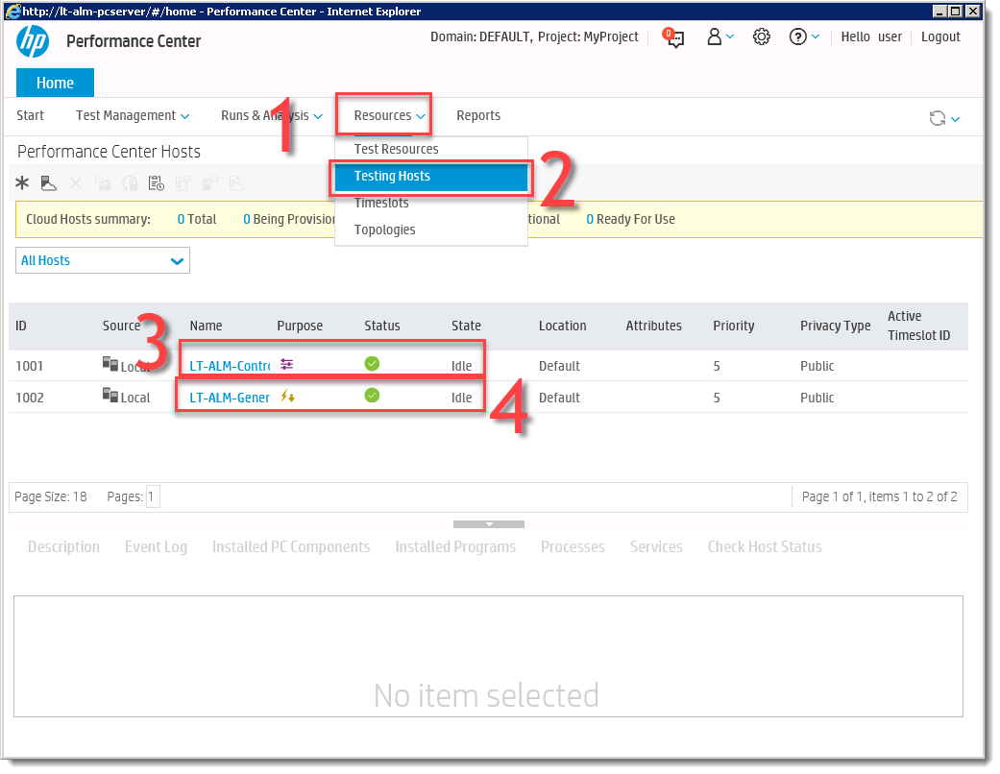 http://lt-alm-pcserver/#/home - Performance Center - Internet Explorer
hp Performance Center Domain: DEFAULT, Project: MyProject 0 ? Hello user Logout
Home
Start Test Management Runs & Analysis 1 Resources Reports
Performance Center Hosts
Test Resources
Testing Hosts 2
Timeslots
Topologies
Cloud Hosts summary: 0 Total 0 Being Provision tional 0 Ready For Use
All Hosts
ID Source Name Purpose Status State Location Attributes Priority Privacy Type Active Timeslot ID
3
1001 Local LT-ALM-Contro Idle Default 5 Public
1002 Local LT-ALM-Gener Idle Default 5 Public
4
Page Size: 18 Pages: 1 Page 1 of 1, items 1 to 2 of 2
Description Event Log Installed PC Components Installed Programs Processes Services Check Host Status
No item selected